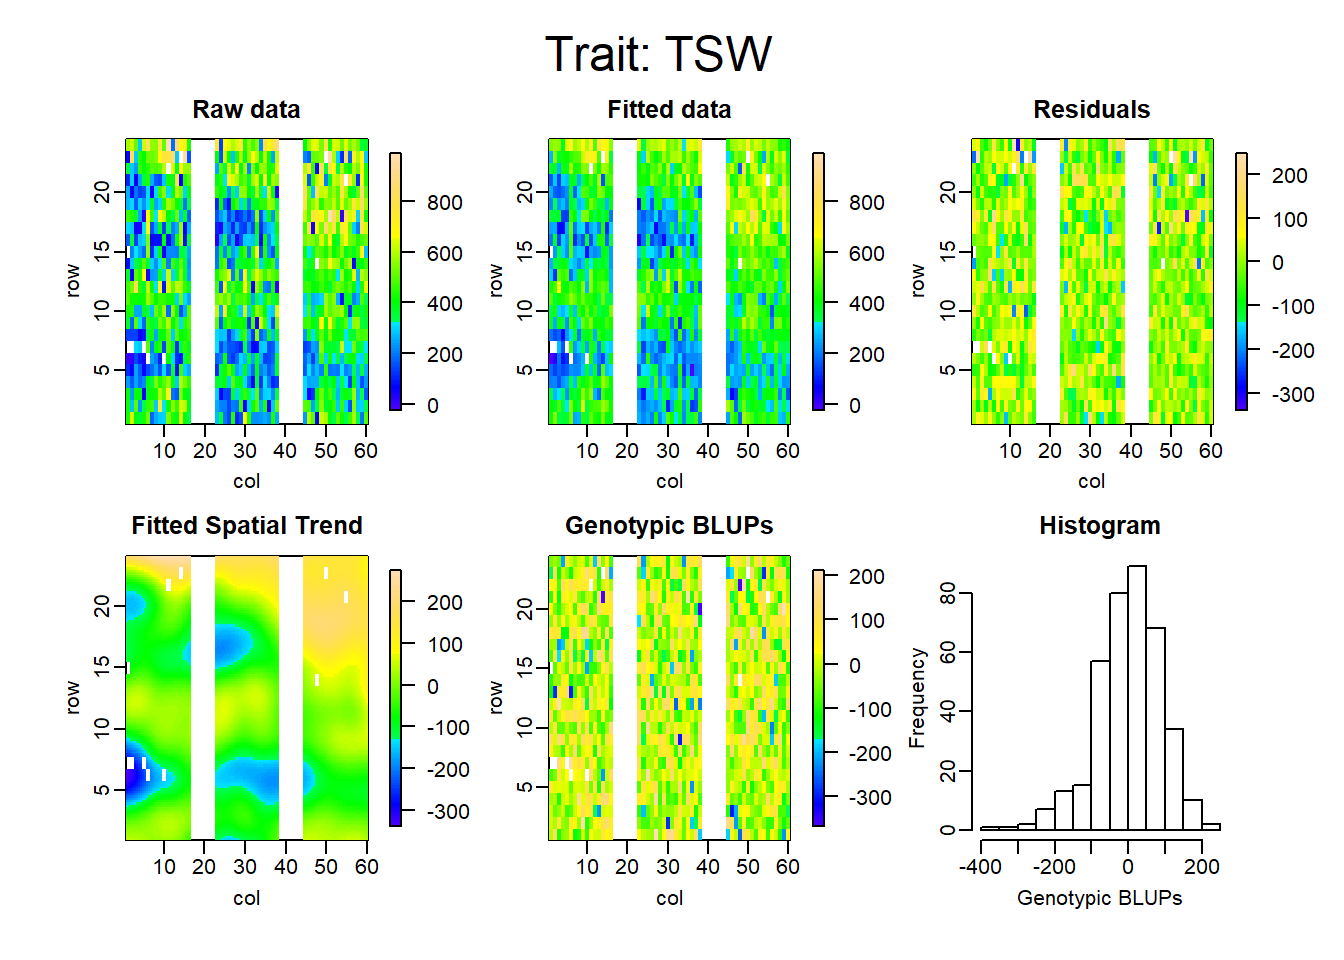 Trait: TSW
Raw data
Fitted data
Residuals
row
5 10 15 20
10 20 30 40 50 60
col
0 200 400 600 800
row
5 10 15 20
10 20 30 40 50 60
col
0 200 400 600 800
row
5 10 15 20
10 20 30 40 50 60
col
-300 -200 -100 0 100 200
Fitted Spatial Trend
Genotypic BLUPs
Histogram
row
5 10 15 20
10 20 30 40 50 60
col
-300 -200 -100 0 100 200
row
5 10 15 20
10 20 30 40 50 60
col
-300 -200 -100 0 100 200
Frequency
0 20 40 60 80
-400 -200 0 200
Genotypic BLUPs